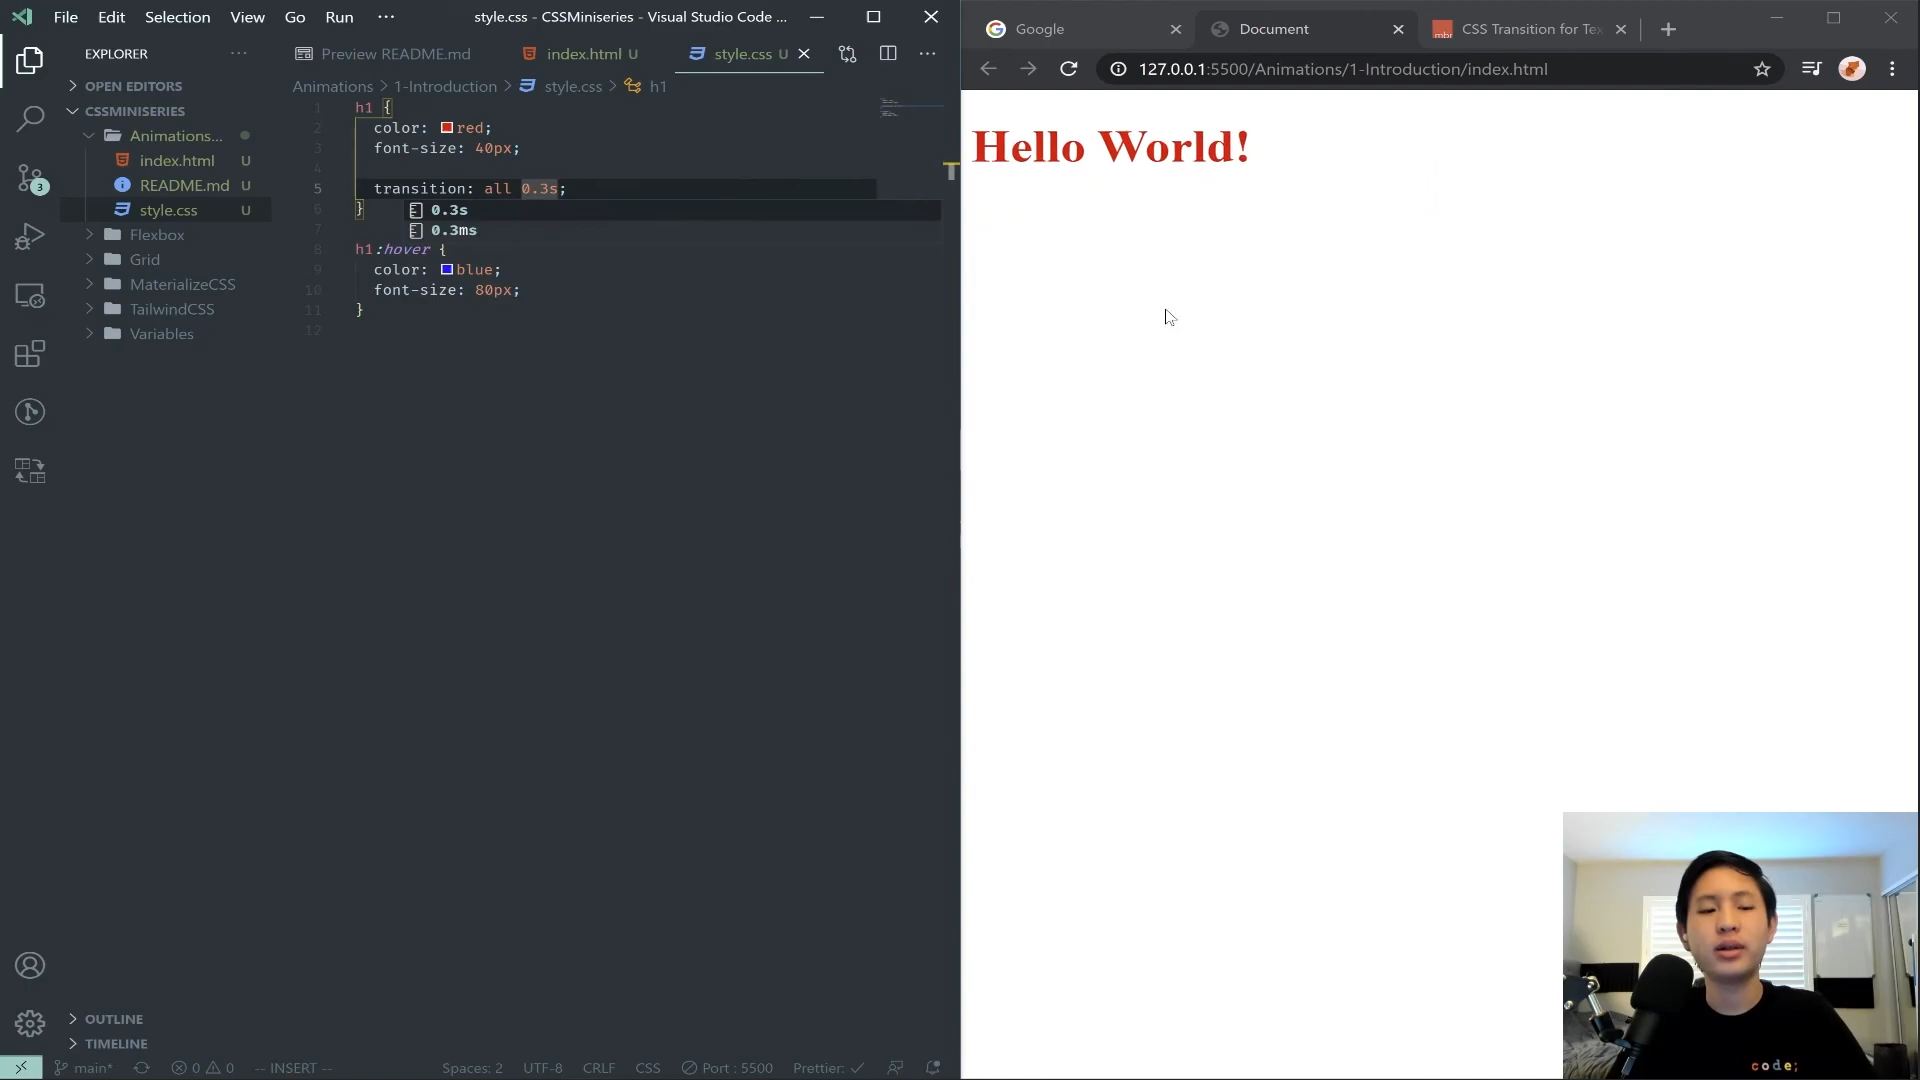 File Edit Selection View Go Run ··· style.css - CSSMiniseries - Visual Studio Code ...
EXPLORER ···
OPEN EDITORS
CSSMINISERIES
Animations...
index.html U
README.md U
style.css U
Flexbox
Grid
MaterializeCSS
TailwindCSS
Variables
OUTLINE
TIMELINE
3
Preview README.md index.html U style.css U
Animations > 1-Introduction > style.css > h1
1 h1 {
2 color: red;
3 font-size: 40px;
4
5 transition: all 0.3s;
6 }
0.3s
7
0.3ms
8 h1:hover {
9 color: blue;
10 font-size: 80px;
11 }
12
main* 0 0 -- INSERT -- Spaces: 2 UTF-8 CRLF CSS Port : 5500 Prettier: ✓
Google Document mbr CSS Transition for Tex
127.0.0.1:5500/Animations/1-Introduction/index.html
Hello World!
code;